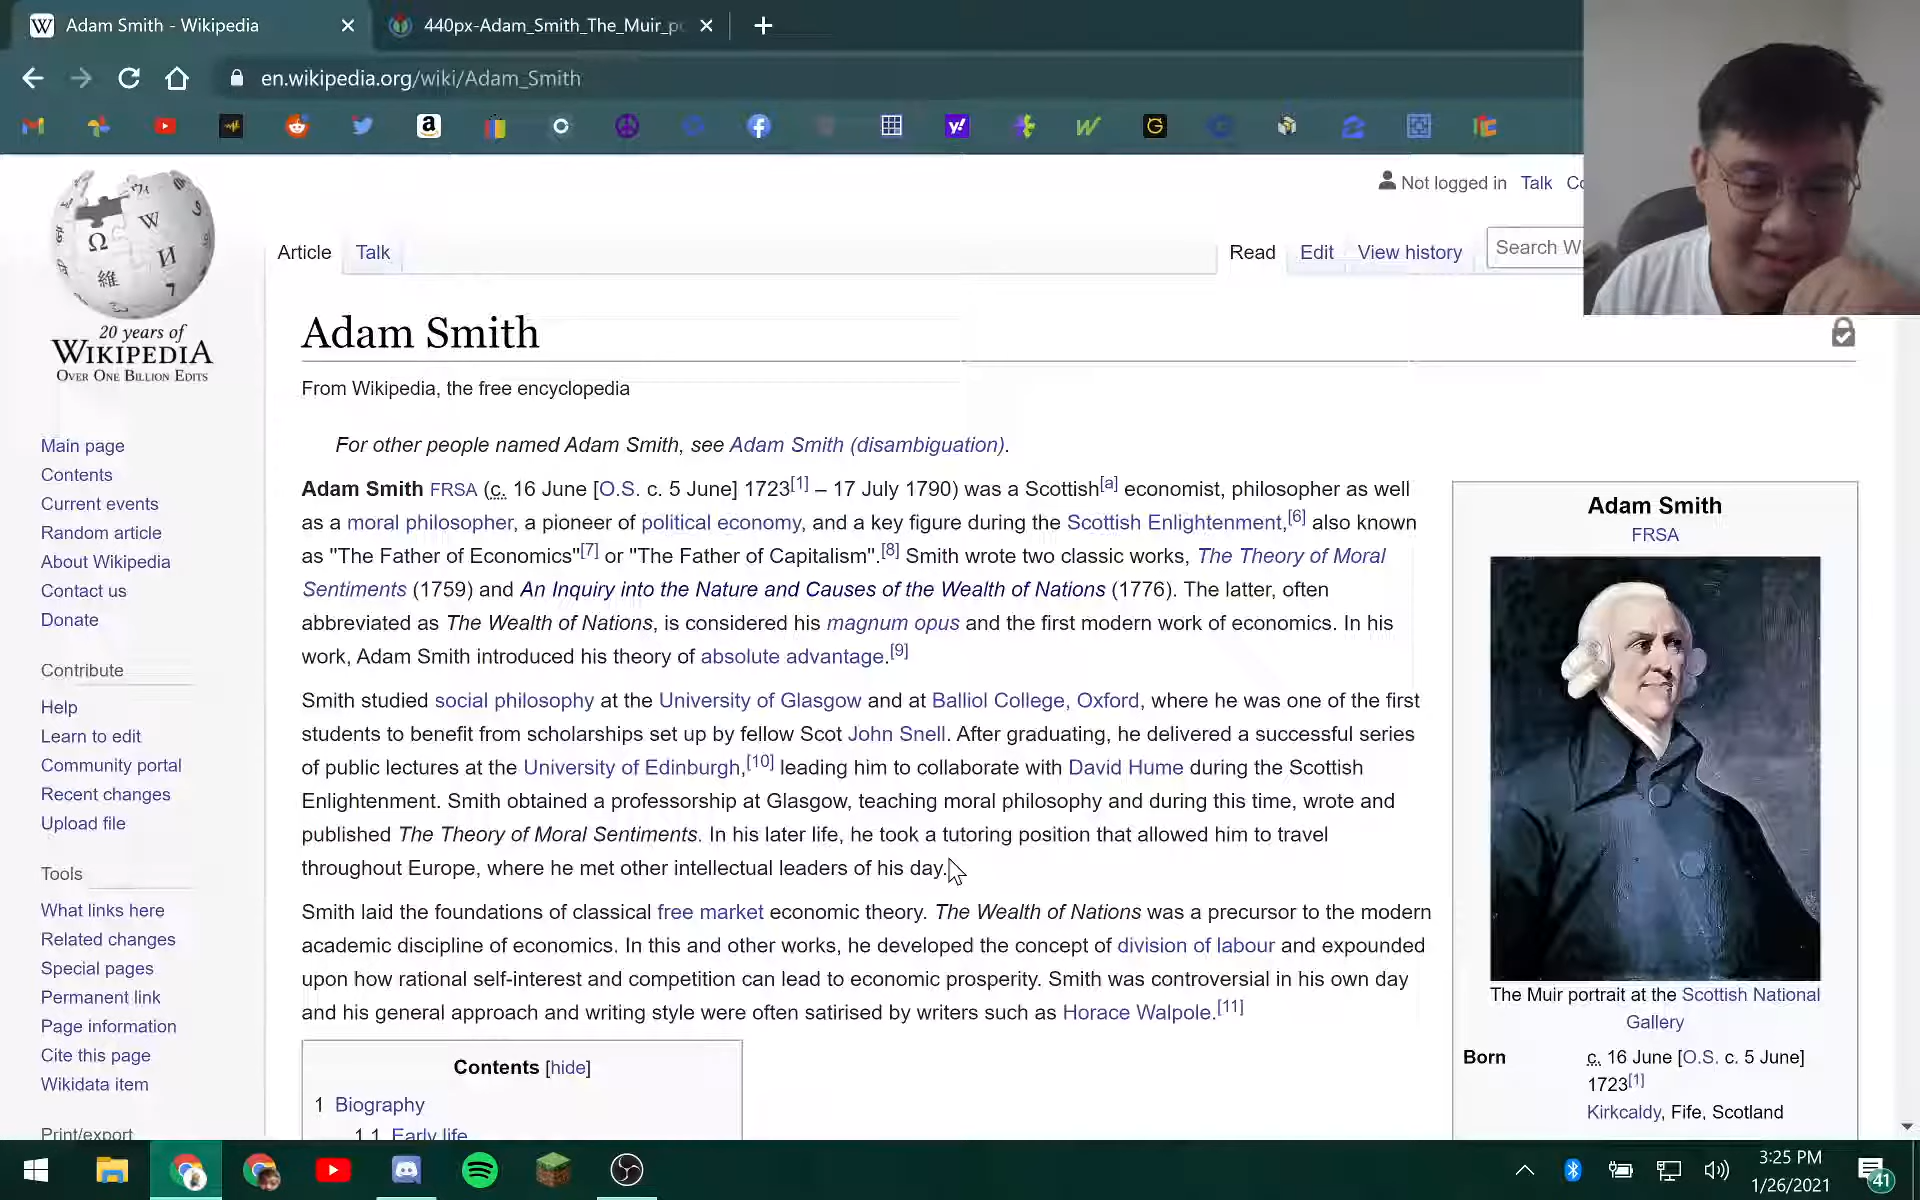 Adam Smith - Wikipedia
440px-Adam_Smith_The_Muir_p
en.wikipedia.org/wiki/Adam_Smith
Not logged in Talk
Article Talk Read Edit View history Search W
20 years of
WIKIPEDIA
OVER ONE BILLION EDITS
Adam Smith
From Wikipedia, the free encyclopedia
For other people named Adam Smith, see Adam Smith (disambiguation).
Adam Smith FRSA (c. 16 June [O.S. c. 5 June] 1723[1] – 17 July 1790) was a Scottish[a] economist, philosopher as well
as a moral philosopher, a pioneer of political economy, and a key figure during the Scottish Enlightenment,[6] also known
as "The Father of Economics"[7] or "The Father of Capitalism".[8] Smith wrote two classic works, The Theory of Moral
Sentiments (1759) and An Inquiry into the Nature and Causes of the Wealth of Nations (1776). The latter, often
abbreviated as The Wealth of Nations, is considered his magnum opus and the first modern work of economics. In his
work, Adam Smith introduced his theory of absolute advantage.[9]
Smith studied social philosophy at the University of Glasgow and at Balliol College, Oxford, where he was one of the first
students to benefit from scholarships set up by fellow Scot John Snell. After graduating, he delivered a successful series
of public lectures at the University of Edinburgh,[10] leading him to collaborate with David Hume during the Scottish
Enlightenment. Smith obtained a professorship at Glasgow, teaching moral philosophy and during this time, wrote and
published The Theory of Moral Sentiments. In his later life, he took a tutoring position that allowed him to travel
throughout Europe, where he met other intellectual leaders of his day.
Smith laid the foundations of classical free market economic theory. The Wealth of Nations was a precursor to the modern
academic discipline of economics. In this and other works, he developed the concept of division of labour and expounded
upon how rational self-interest and competition can lead to economic prosperity. Smith was controversial in his own day
and his general approach and writing style were often satirised by writers such as Horace Walpole.[11]
Contents [hide]
1 Biography
1.1 Early life
Adam Smith
FRSA
The Muir portrait at the Scottish National
Gallery
Born c. 16 June [O.S. c. 5 June]
1723[1]
Kirkcaldy, Fife, Scotland
Main page
Contents
Current events
Random article
About Wikipedia
Contact us
Donate
Contribute
Help
Learn to edit
Community portal
Recent changes
Upload file
Tools
What links here
Related changes
Special pages
Permanent link
Page information
Cite this page
Wikidata item
Print/export
3:25 PM
1/26/2021
41